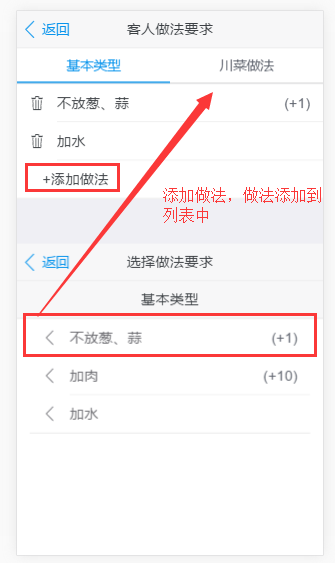 返回 客人做法要求
基本类型 川菜做法
不放葱、蒜 (+1)
加水
+添加做法
添加做法，做法添加到
列表中
返回 选择做法要求
基本类型
不放葱、蒜 (+1)
加肉 (+10)
加水